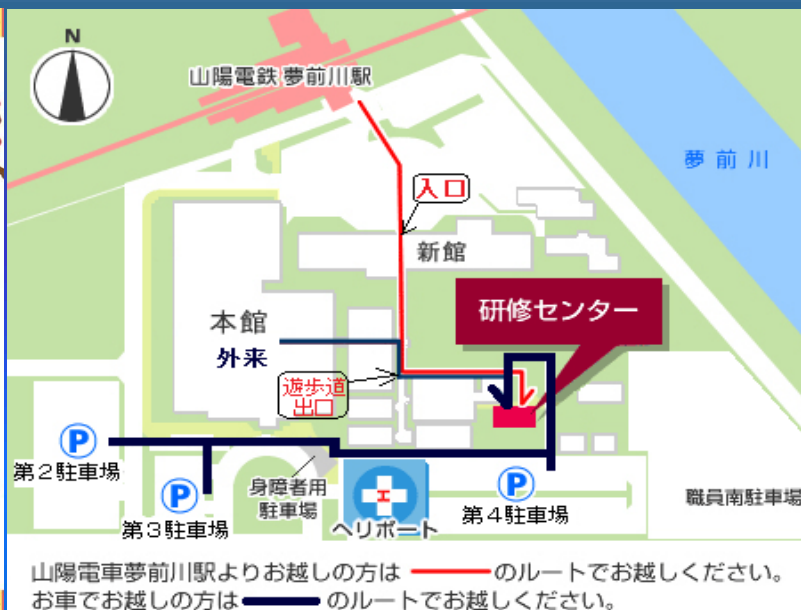 N
山陽電鉄 夢前川駅
夢前川
入口
新館
研修センター
本館
外来
遊歩道
出口
P
第2駐車場
P
第3駐車場
身障者用
駐車場
ヘリポート
P
第4駐車場
職員南駐車場
山陽電車夢前川駅よりお越しの方は のルートでお越しください。
お車でお越しの方は のルートでお越しください。